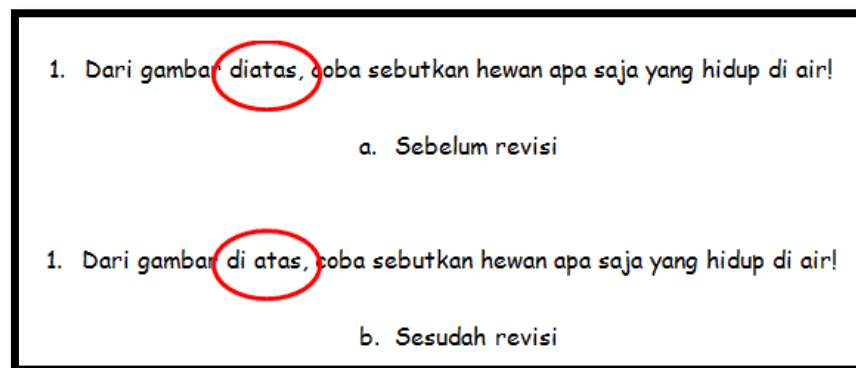 1. Dari gambar diatas, coba sebutkan hewan apa saja yang hidup di air!
a. Sebelum revisi
1. Dari gambar di atas, coba sebutkan hewan apa saja yang hidup di air!
b. Sesudah revisi